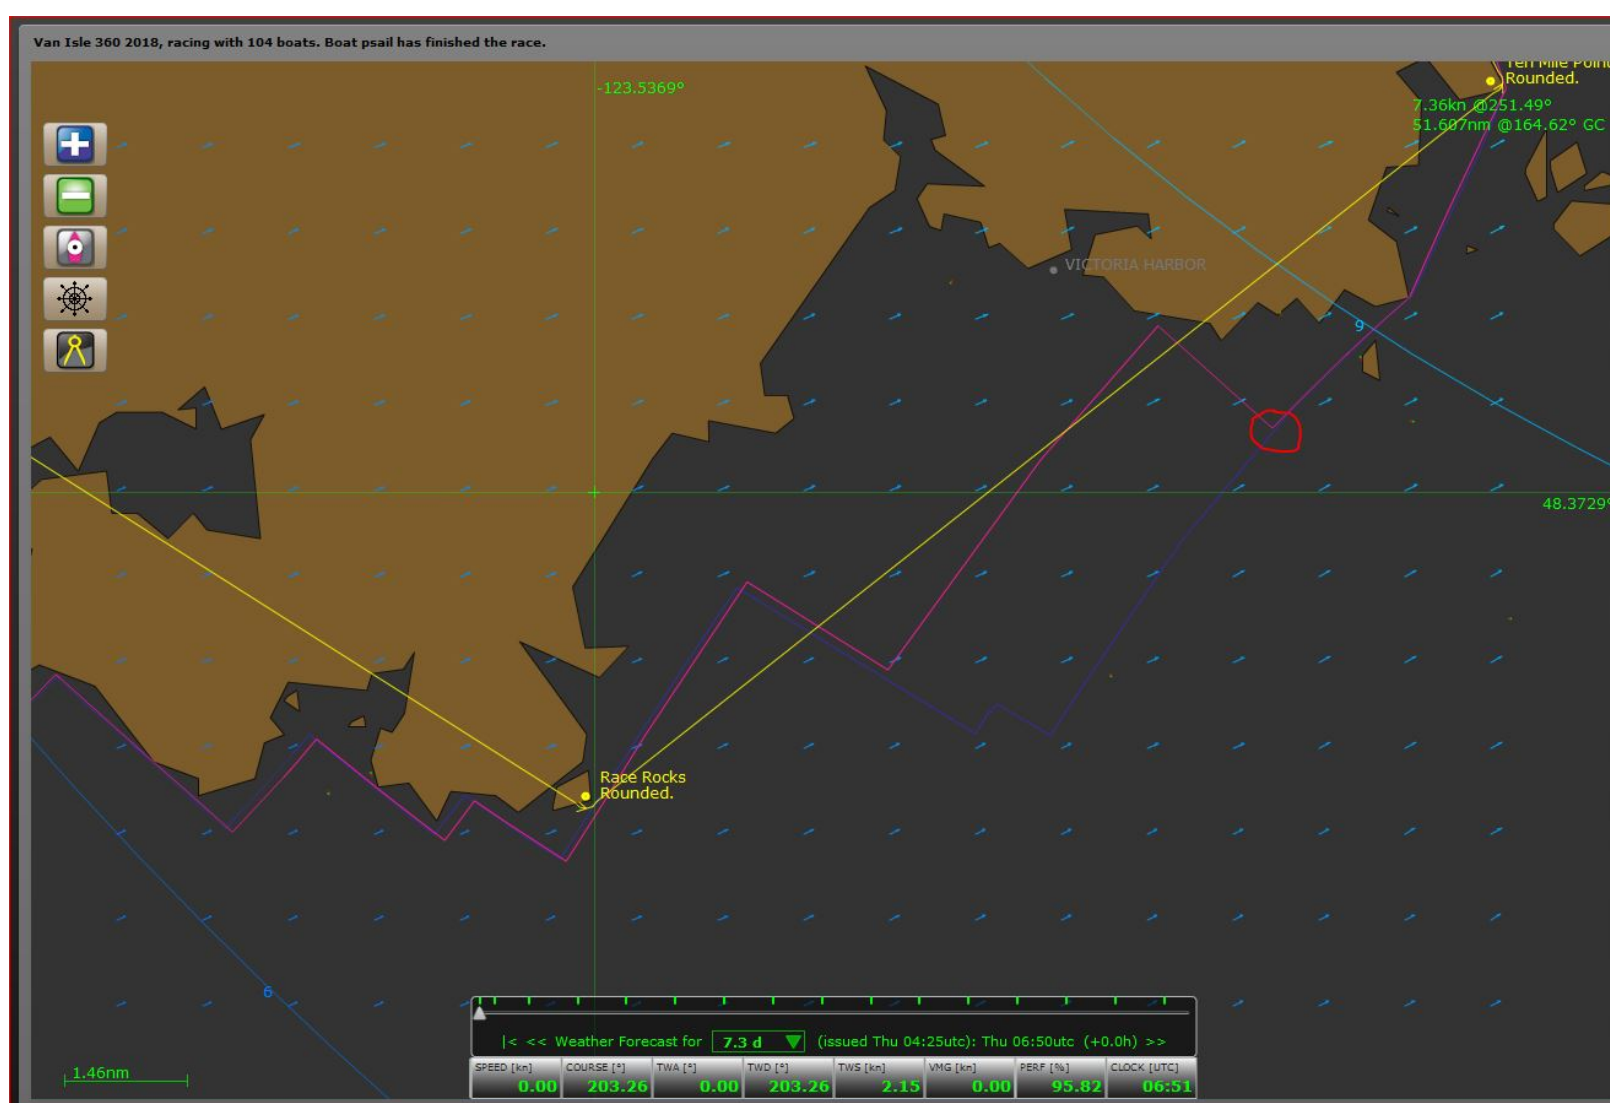 Van Isle 360 2018, racing with 104 boats. Boat psail has finished the race.
-123.5369°
Ten Mile Point
Rounded.
7.36kn @251.49°
51.607nm @164.62° GC
VICTORIA HARBOR
9
48.3729°
Race Rocks
Rounded.
6
|< << Weather Forecast for 7.3 d (issued Thu 04:25utc): Thu 06:50utc (+0.0h) >>
1.46nm
SPEED [kn] COURSE [°] TWA [°] TWD [°] TWS [kn] VMG [kn] PERF [%] CLOCK [UTC]
0.00 203.26 0.00 203.26 2.15 0.00 95.82 06:51